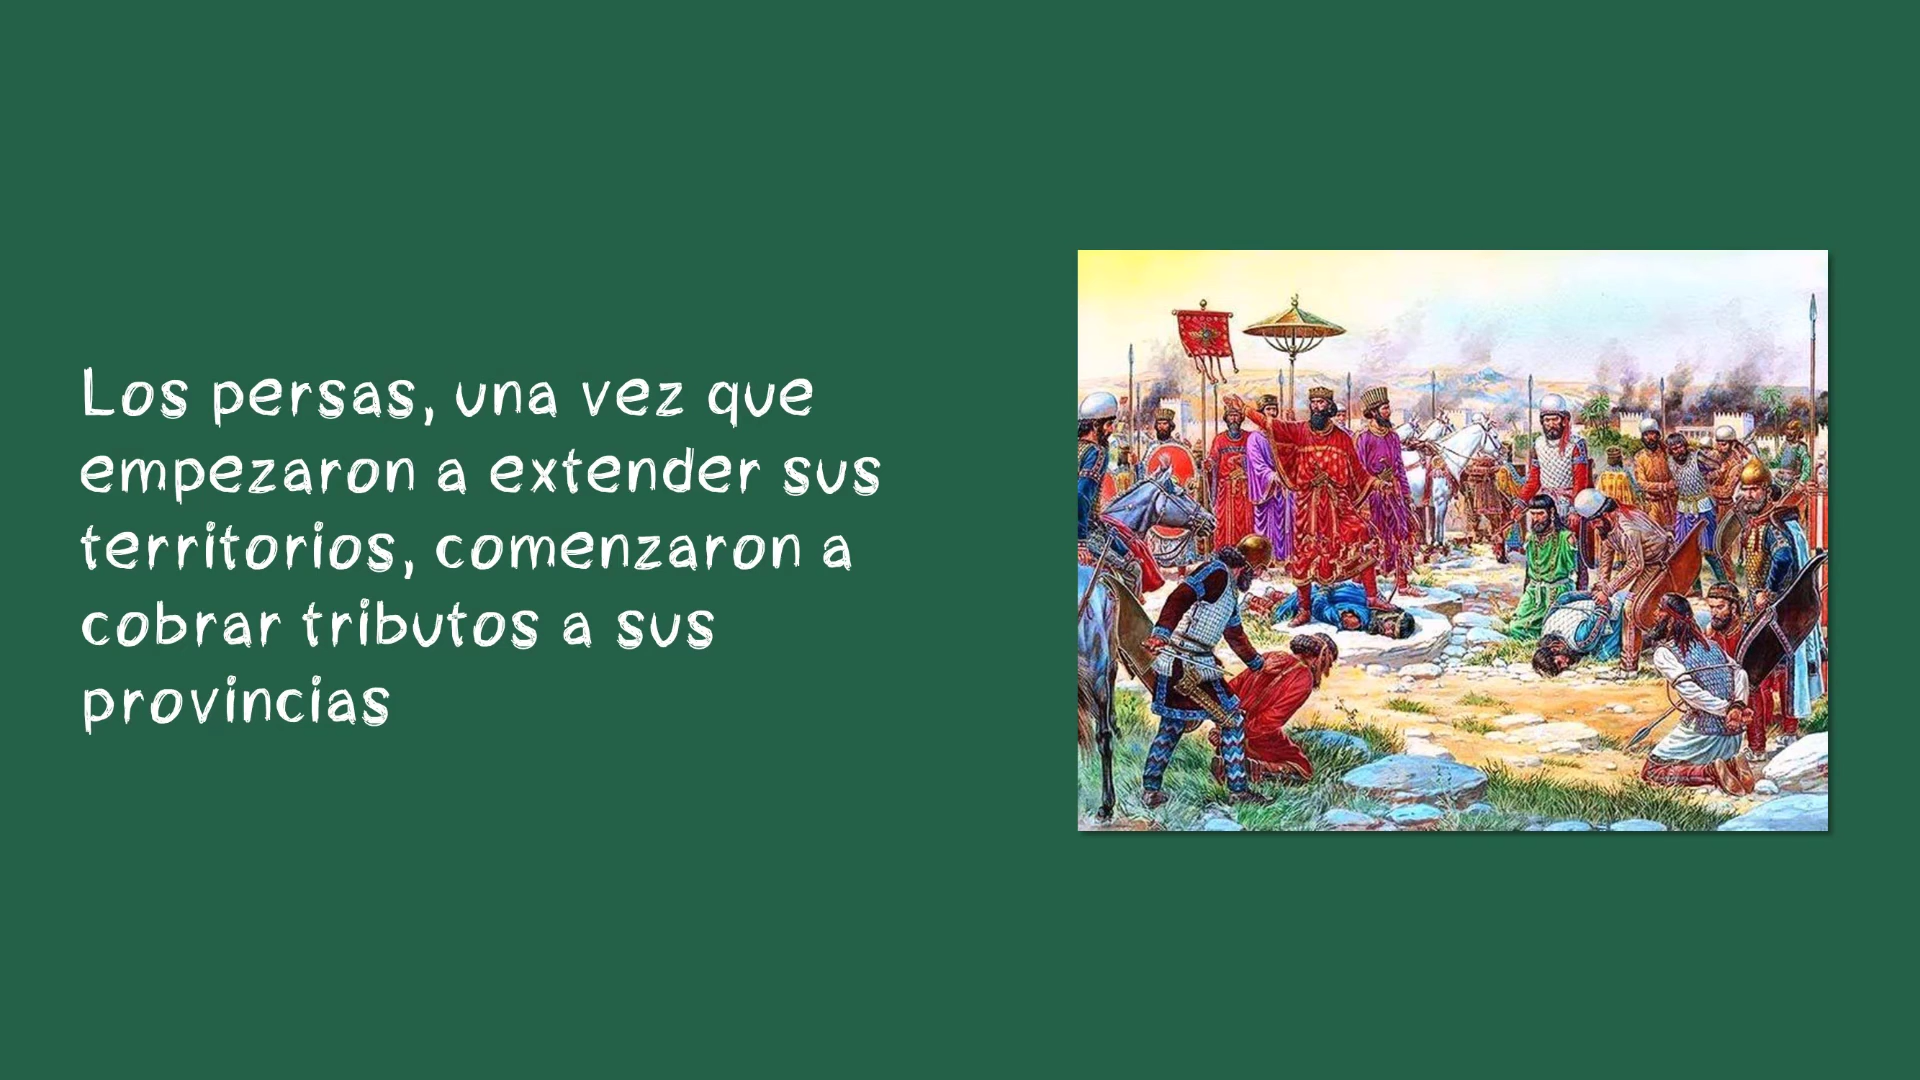 Los persas, una vez que
empezaron a extender sus
territorios, comenzaron a
cobrar tributos a sus
provincias